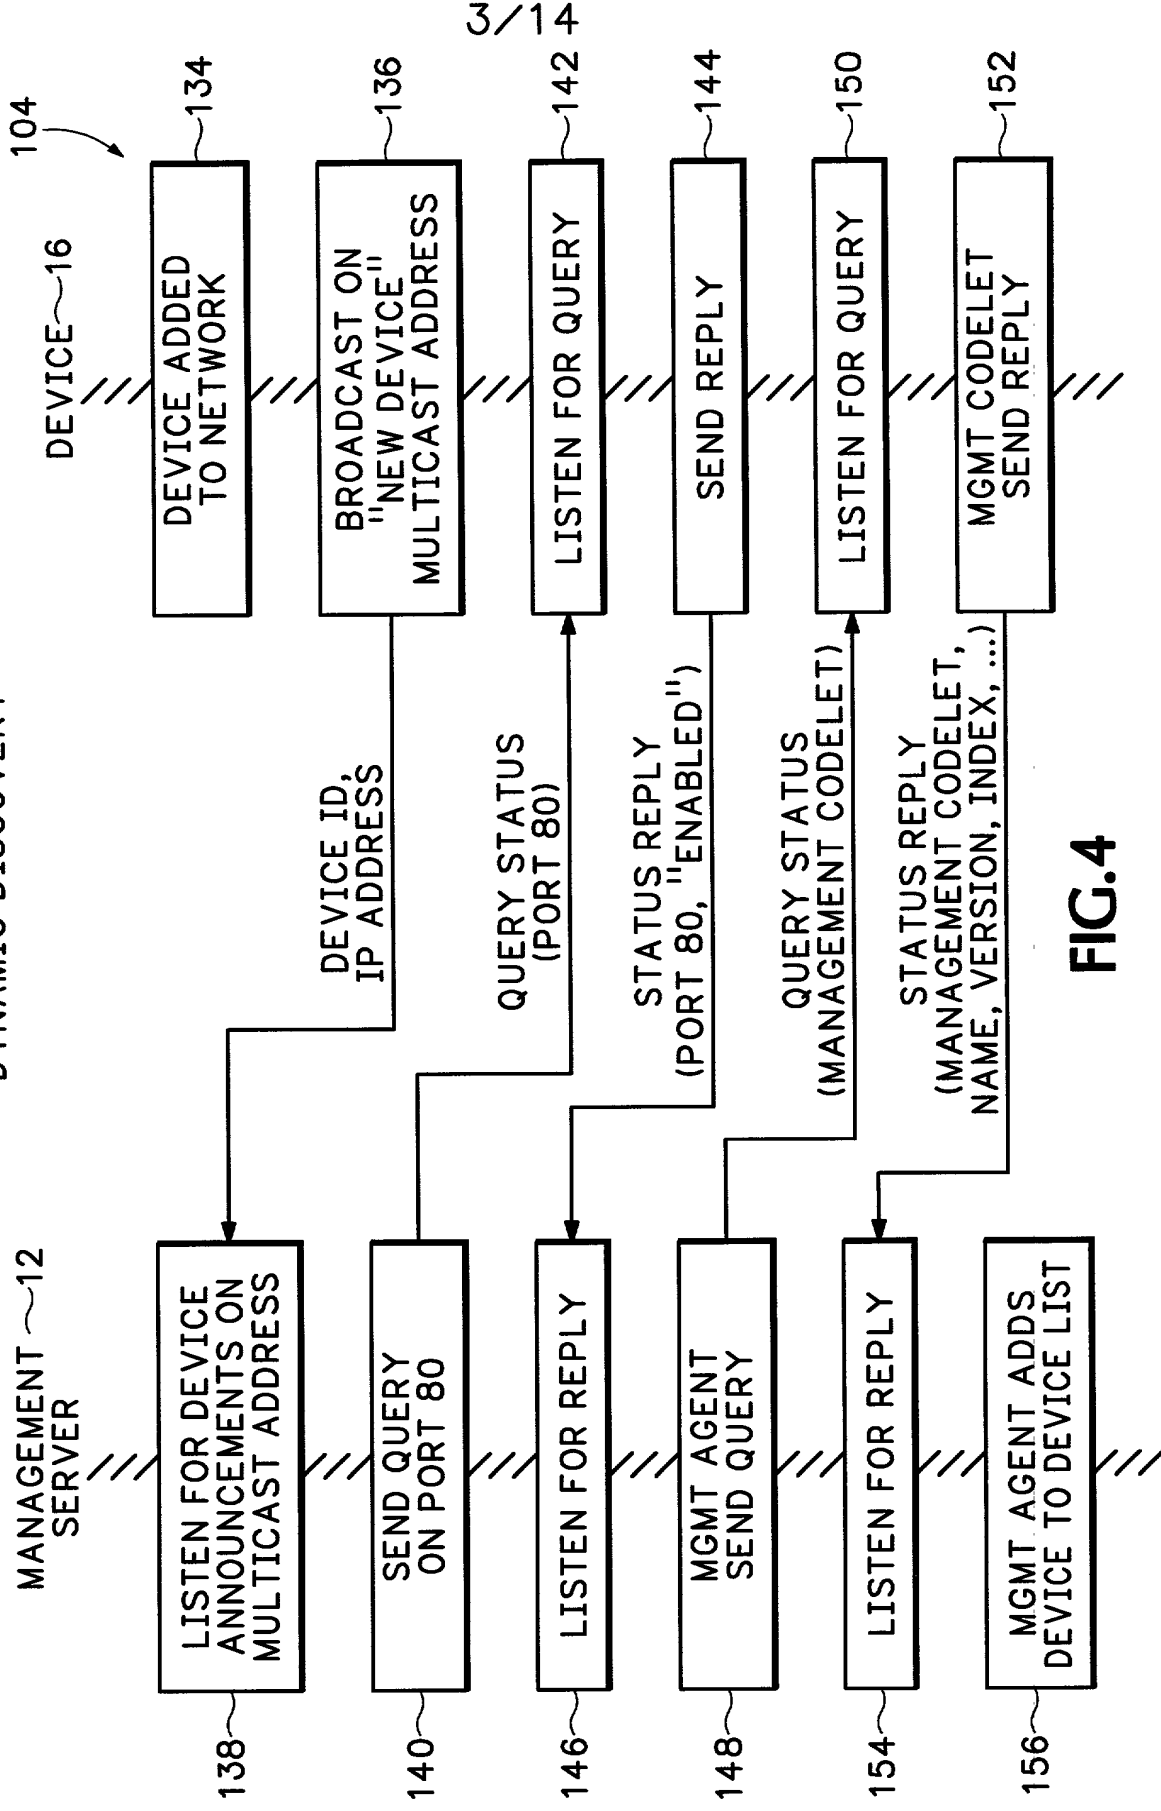 3/14
DYNAMIC DISCOVERY
104
MANAGEMENT 12
SERVER
DEVICE 16
138
LISTEN FOR DEVICE
ANNOUNCEMENTS ON
MULTICAST ADDRESS
DEVICE ADDED
TO NETWORK
134
DEVICE ID,
IP ADDRESS
BROADCAST ON
"NEW DEVICE"
MULTICAST ADDRESS
136
140
SEND QUERY
ON PORT 80
QUERY STATUS
(PORT 80)
LISTEN FOR QUERY
142
146
LISTEN FOR REPLY
STATUS REPLY
(PORT 80, "ENABLED")
SEND REPLY
144
148
MGMT AGENT
SEND QUERY
QUERY STATUS
(MANAGEMENT CODELET)
LISTEN FOR QUERY
150
154
LISTEN FOR REPLY
STATUS REPLY
(MANAGEMENT CODELET,
NAME, VERSION, INDEX, ...)
MGMT CODELET
SEND REPLY
152
156
MGMT AGENT ADDS
DEVICE TO DEVICE LIST
FIG.4